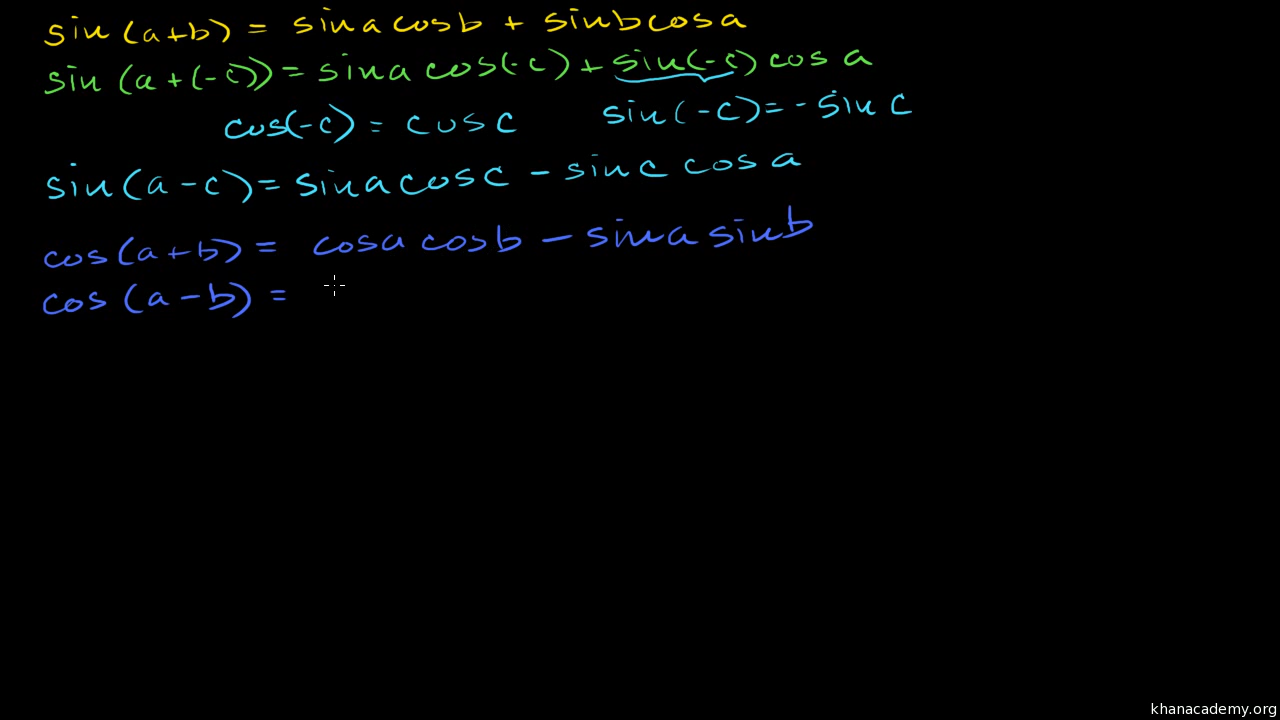 sin (a+b) = sin a cos b + sin b cos a
sin (a + (-c)) = sin a cos(-c) + sin(-c) cos a
cos(-c) = cos c sin(-c) = - sin c
sin (a - c) = sin a cos c - sin c cos a
cos (a+b) = cos a cos b - sin a sin b
cos (a - b) =
khanacademy.org